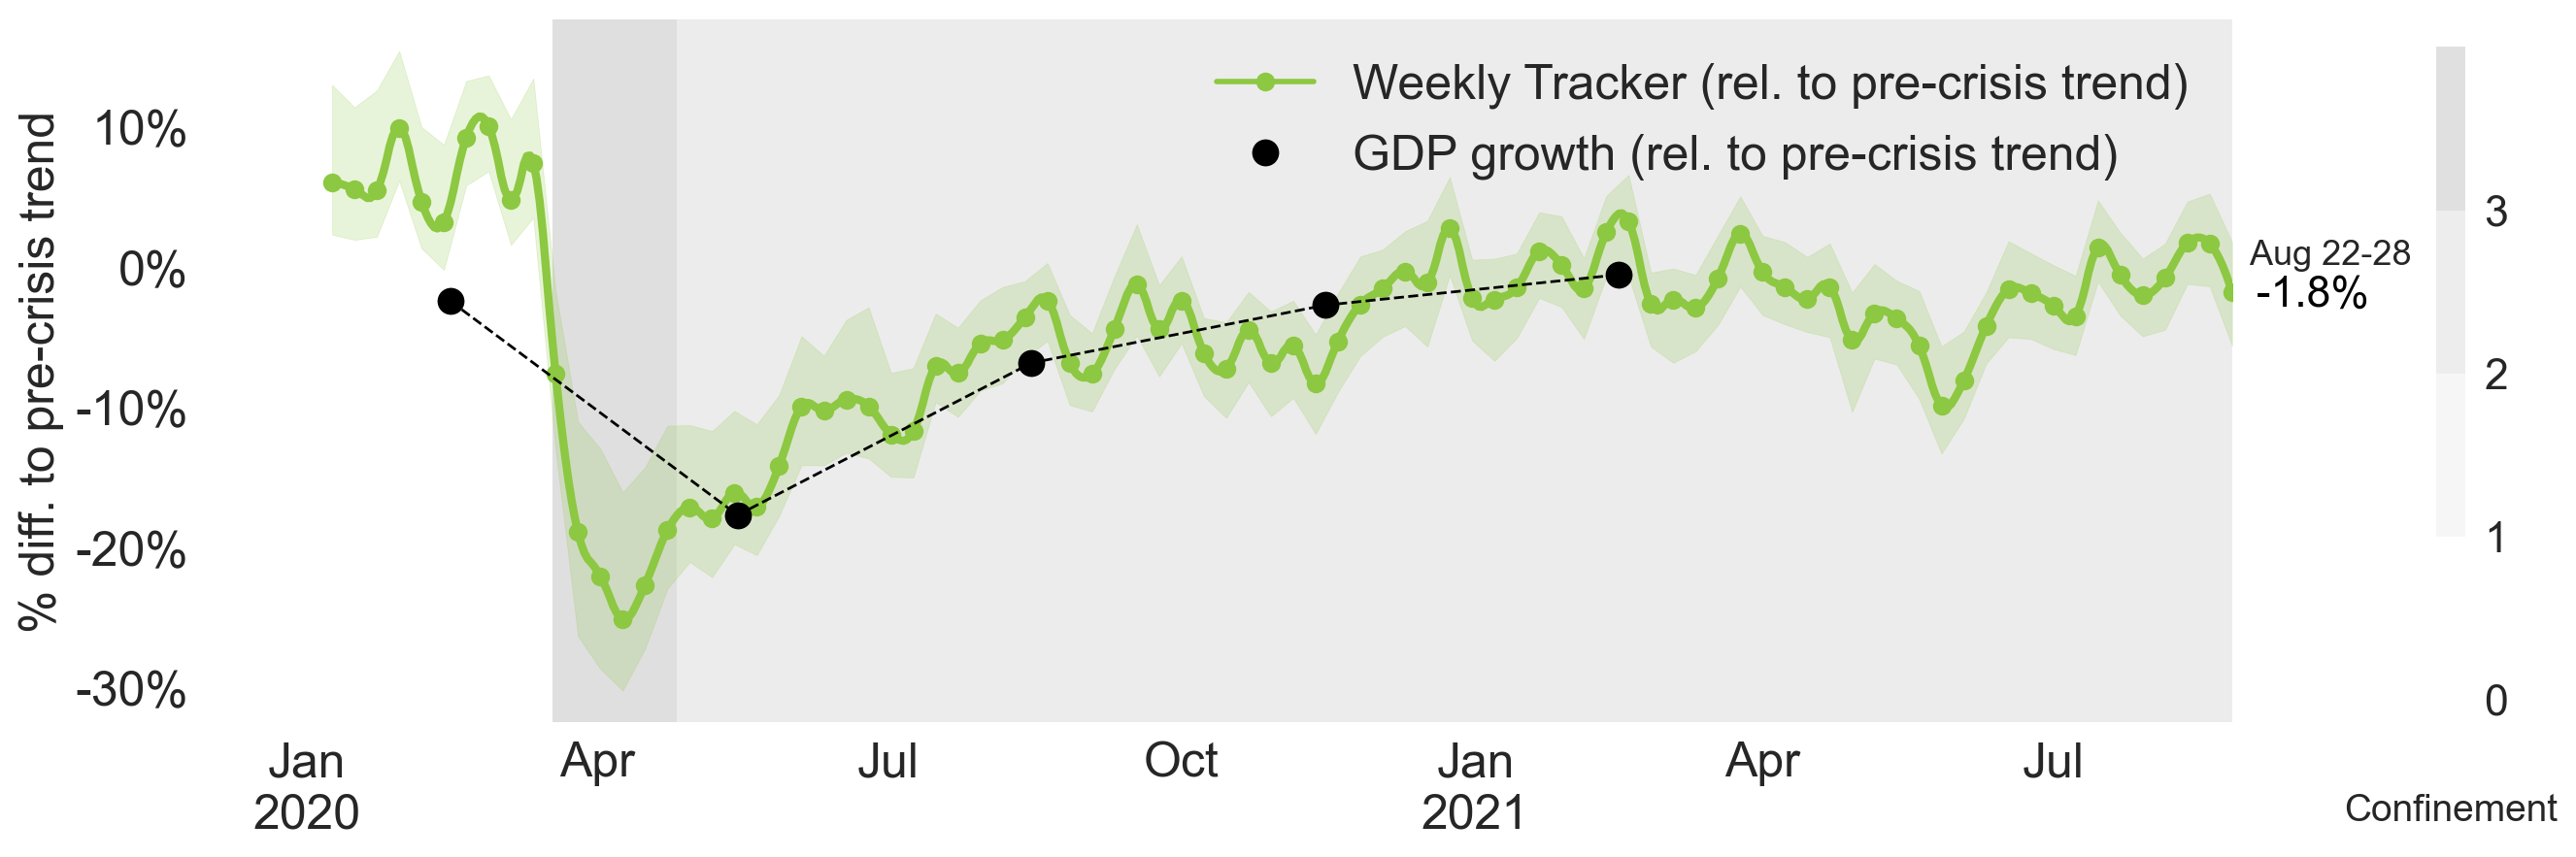 % diff. to pre-crisis trend
10%
0%
-10%
-20%
-30%
Weekly Tracker (rel. to pre-crisis trend)
GDP growth (rel. to pre-crisis trend)
Aug 22-28
-1.8%
3
2
1
0
Jan
2020
Apr
Jul
Oct
Jan
2021
Apr
Jul
Confinement